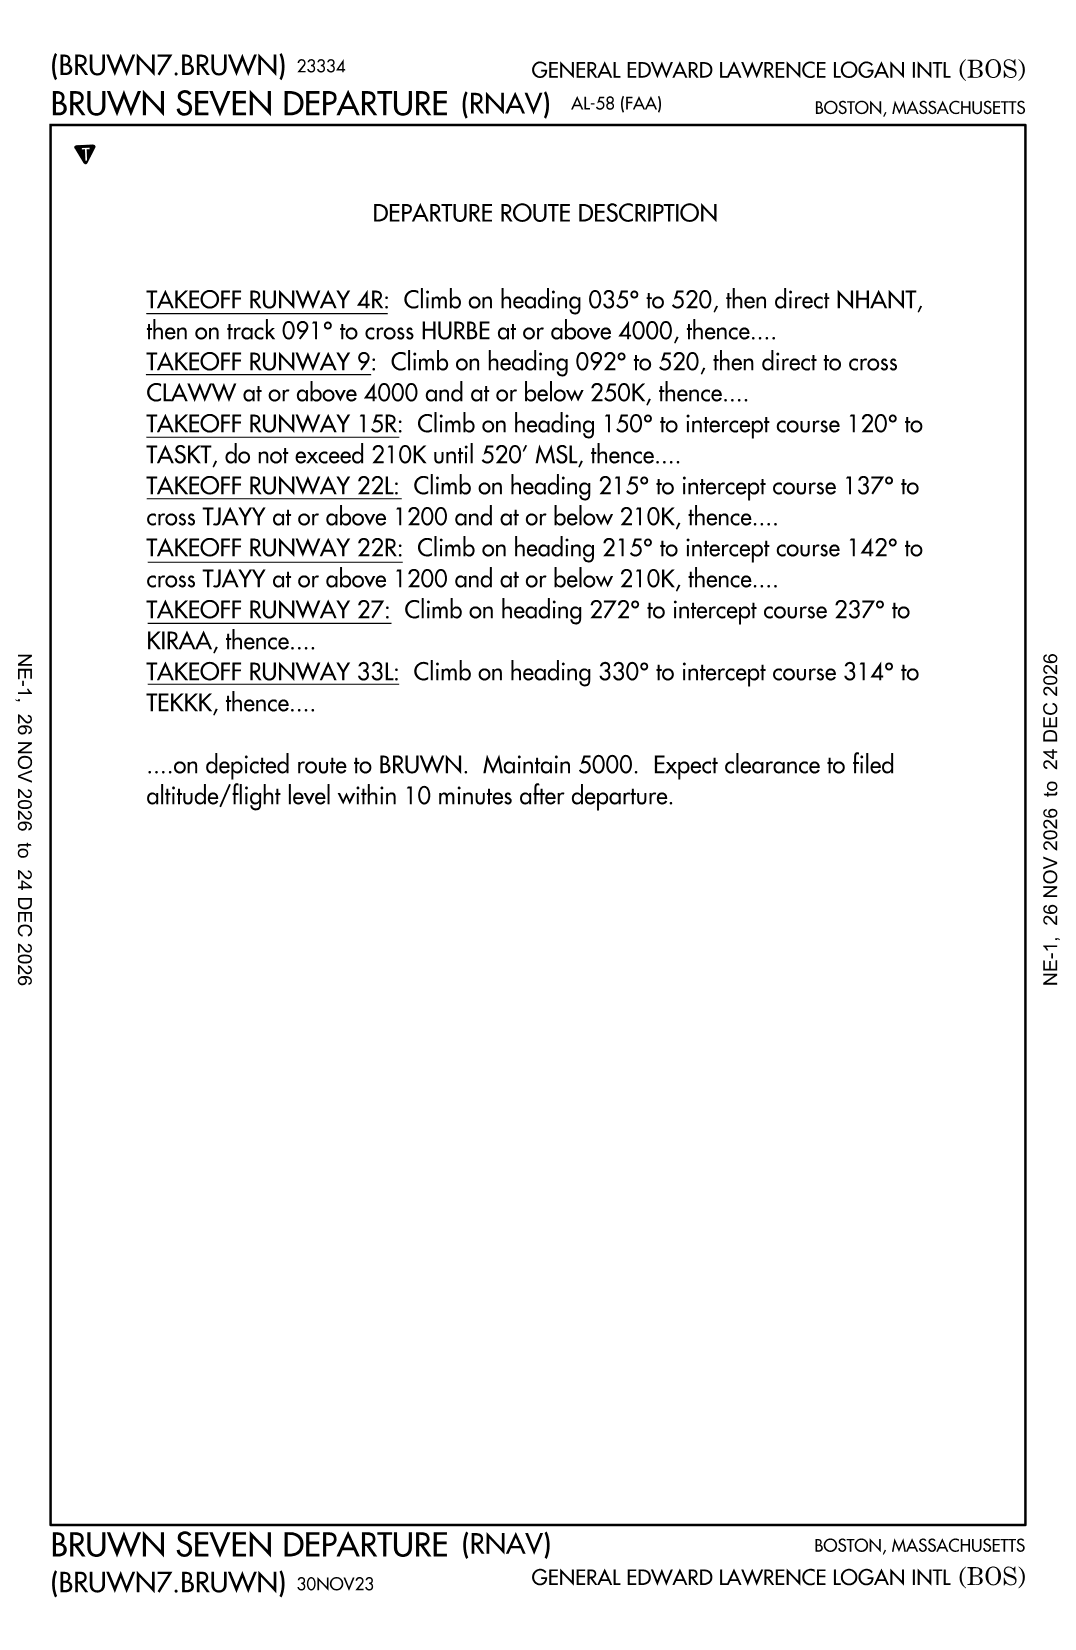 (BRUWN7.BRUWN) 23334
GENERAL EDWARD LAWRENCE LOGAN INTL (BOS)
BRUWN SEVEN DEPARTURE (RNAV) AL-58 (FAA)
BOSTON, MASSACHUSETTS
T
DEPARTURE ROUTE DESCRIPTION
TAKEOFF RUNWAY 4R: Climb on heading 035° to 520, then direct NHANT,
then on track 091° to cross HURBE at or above 4000, thence....
TAKEOFF RUNWAY 9: Climb on heading 092° to 520, then direct to cross
CLAWW at or above 4000 and at or below 250K, thence....
TAKEOFF RUNWAY 15R: Climb on heading 150° to intercept course 120° to
TASKT, do not exceed 210K until 520′ MSL, thence....
TAKEOFF RUNWAY 22L: Climb on heading 215° to intercept course 137° to
cross TJAYY at or above 1200 and at or below 210K, thence....
TAKEOFF RUNWAY 22R: Climb on heading 215° to intercept course 142° to
cross TJAYY at or above 1200 and at or below 210K, thence....
TAKEOFF RUNWAY 27: Climb on heading 272° to intercept course 237° to
KIRAA, thence....
TAKEOFF RUNWAY 33L: Climb on heading 330° to intercept course 314° to
TEKKK, thence....
....on depicted route to BRUWN. Maintain 5000. Expect clearance to filed
altitude/flight level within 10 minutes after departure.
NE-1, 26 NOV 2026 to 24 DEC 2026
NE-1, 26 NOV 2026 to 24 DEC 2026
BRUWN SEVEN DEPARTURE (RNAV)
BOSTON, MASSACHUSETTS
(BRUWN7.BRUWN) 30NOV23
GENERAL EDWARD LAWRENCE LOGAN INTL (BOS)